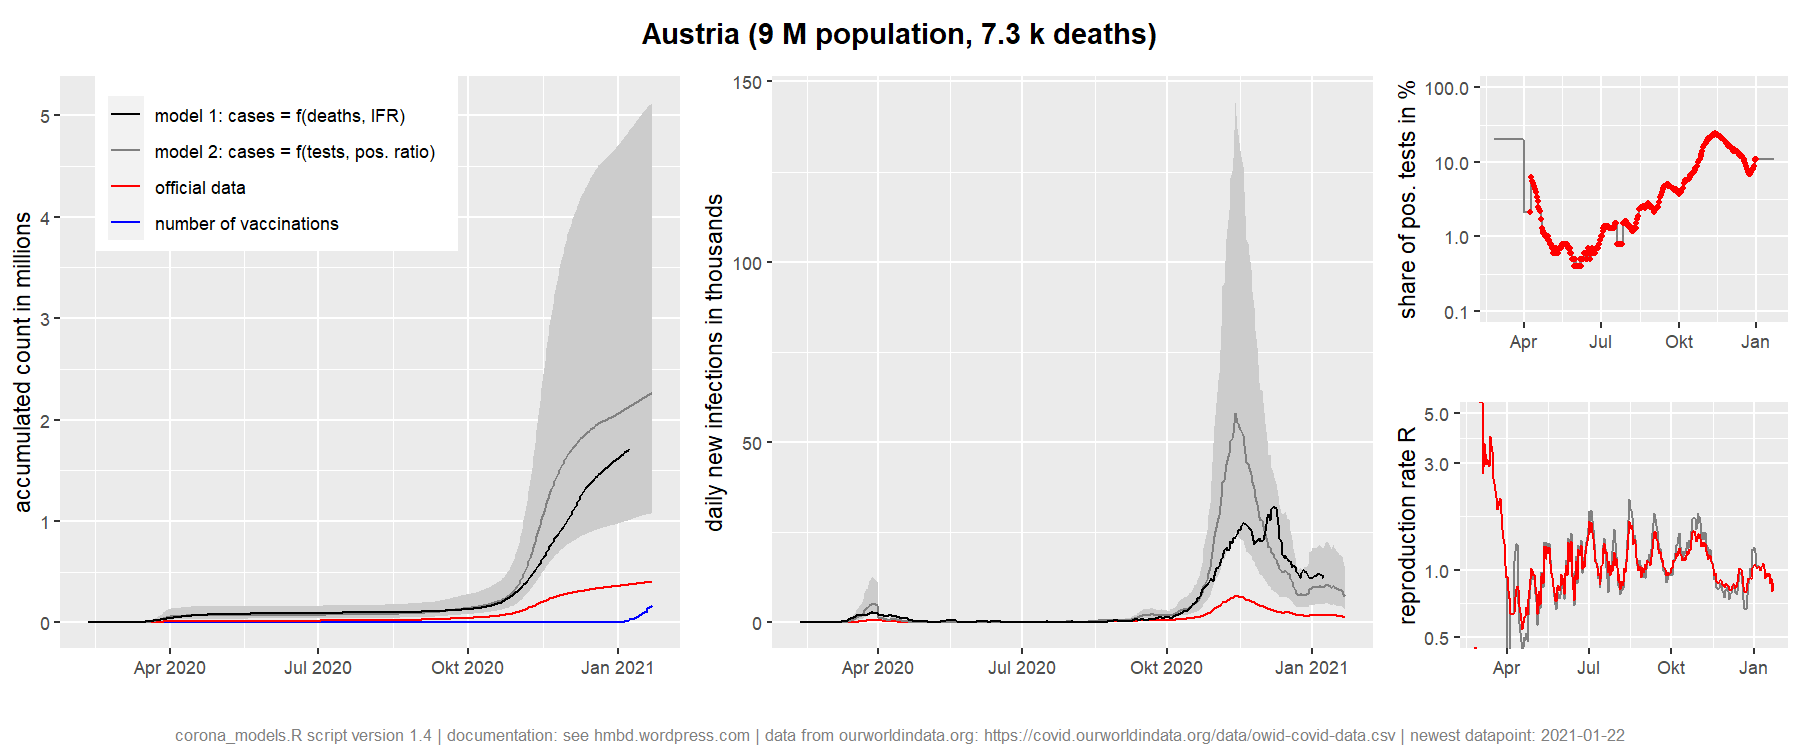 Austria (9 M population, 7.3 k deaths)
accumulated count in millions
5
4
3
2
1
0
model 1: cases = f(deaths, IFR)
model 2: cases = f(tests, pos. ratio)
official data
number of vaccinations
Apr 2020
Jul 2020
Okt 2020
Jan 2021
daily new infections in thousands
150
100
50
0
Apr 2020
Jul 2020
Okt 2020
Jan 2021
share of pos. tests in %
100.0
10.0
1.0
0.1
Apr
Jul
Okt
Jan
reproduction rate R
5.0
3.0
1.0
0.5
Apr
Jul
Okt
Jan
corona_models.R script version 1.4 | documentation: see hmbd.wordpress.com | data from ourworldindata.org: https://covid.ourworldindata.org/data/owid-covid-data.csv | newest datapoint: 2021-01-22